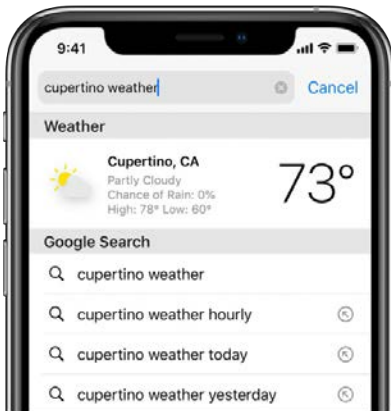 9:41
cupertino weather
Cancel
Weather
Cupertino, CA
Partly Cloudy
Chance of Rain: 0%
High: 78° Low: 60°
73°
Google Search
cupertino weather
cupertino weather hourly
cupertino weather today
cupertino weather yesterday